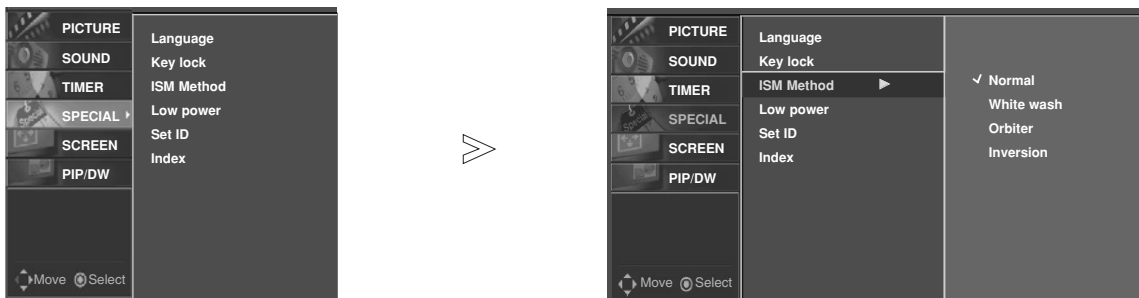 PICTURE
SOUND
TIMER
SPECIAL
SCREEN
PIP/DW
Move Select
Language
Key lock
ISM Method
Low power
Set ID
Index
PICTURE
SOUND
TIMER
SPECIAL
SCREEN
PIP/DW
Move Select
Language
Key lock
ISM Method
Low power
Set ID
Index
Normal
White wash
Orbiter
Inversion